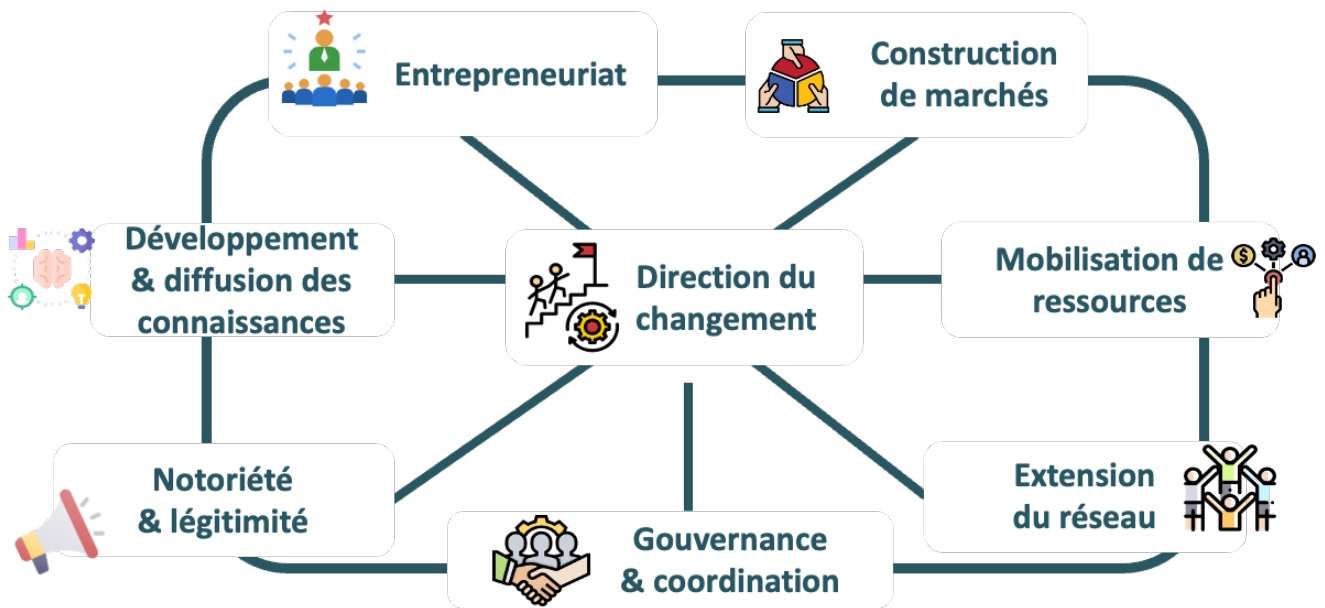 Entrepreneuriat
Construction
de marchés
Développement
& diffusion des
connaissances
Direction du
changement
Mobilisation de
ressources
Notoriété
& légitimité
Extension
du réseau
Gouvernance
& coordination